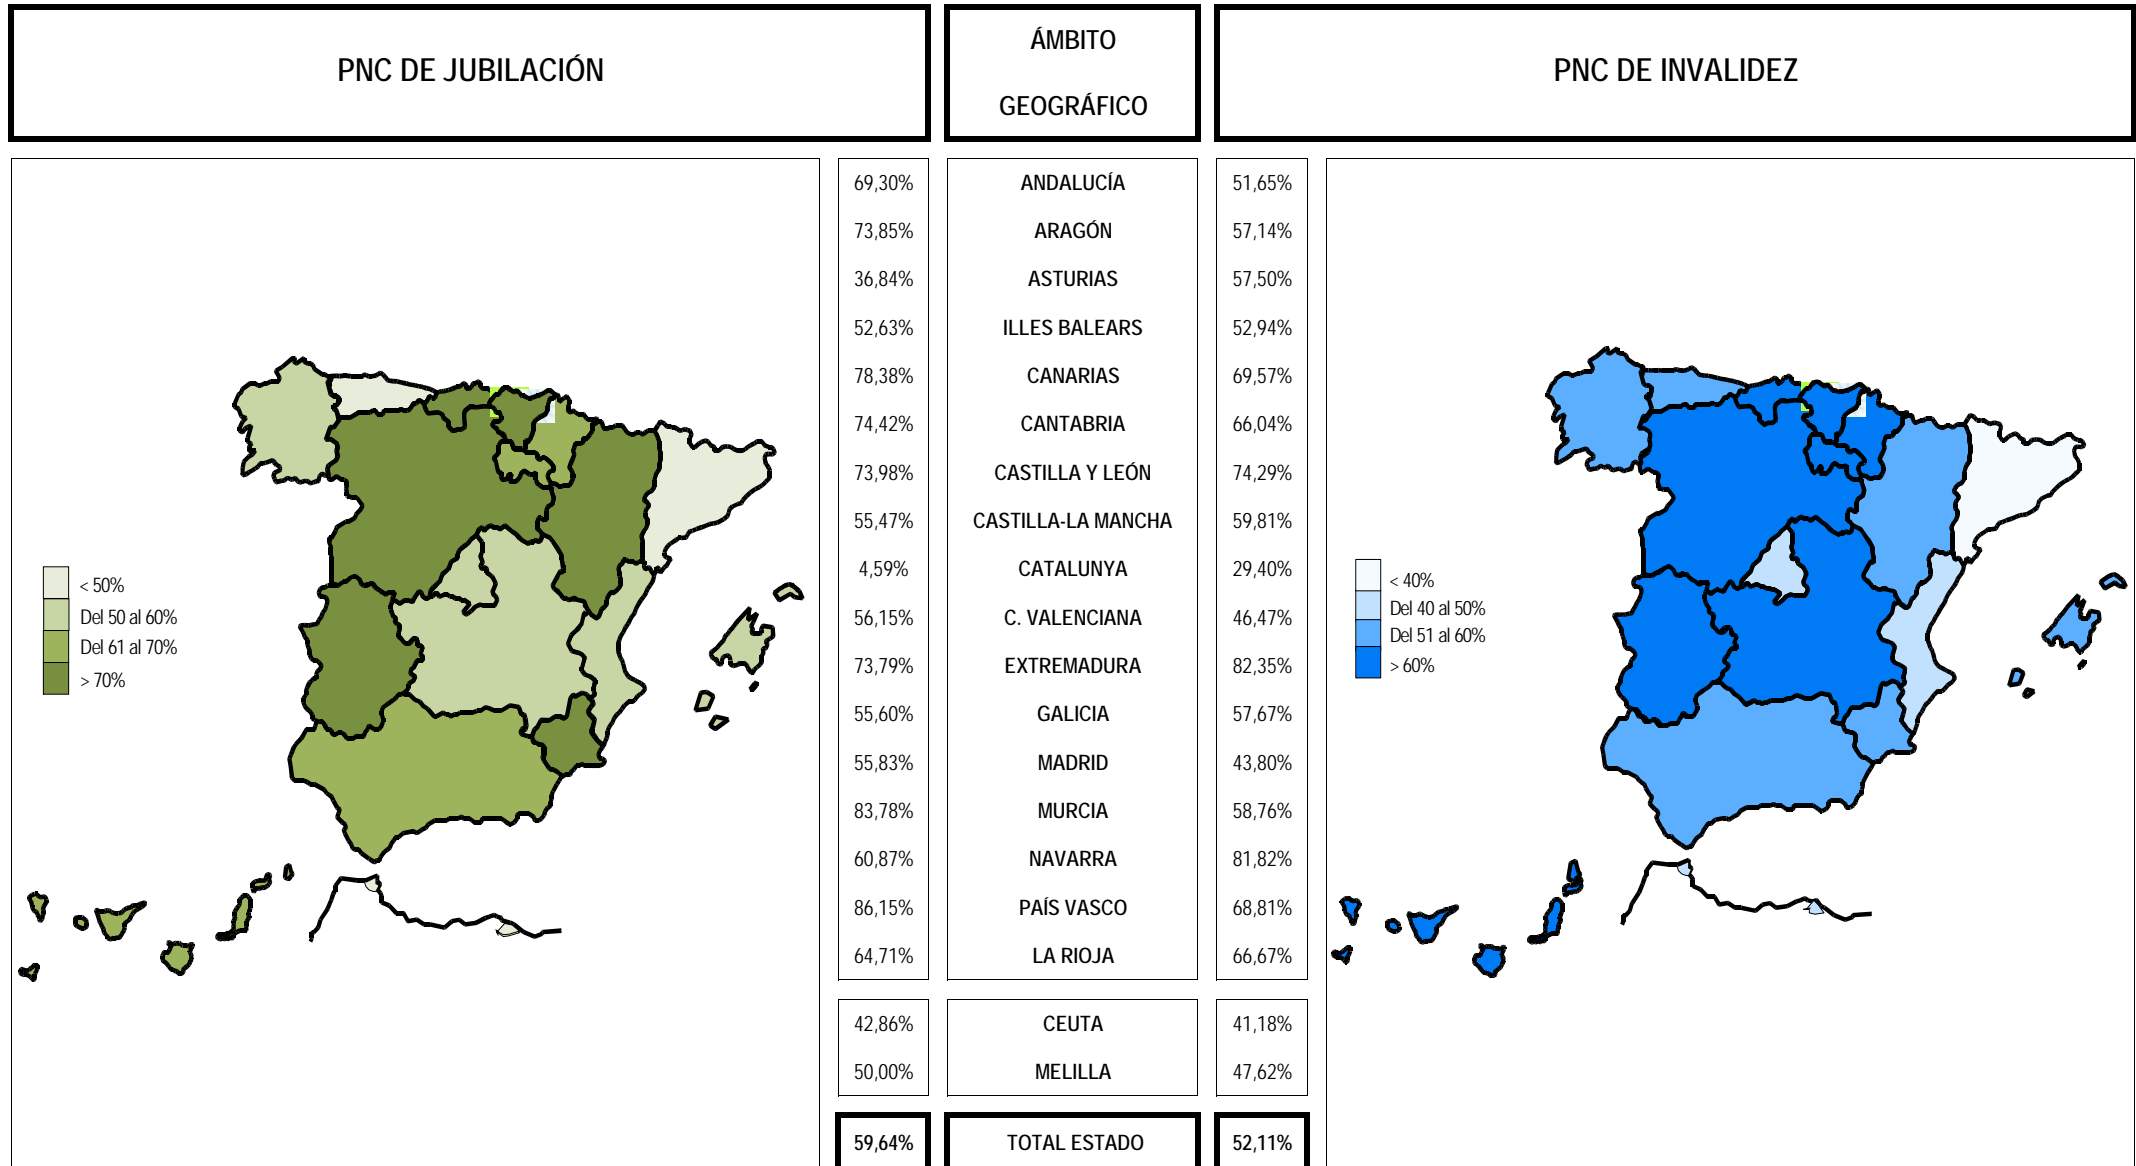 PNC DE JUBILACIÓN
ÁMBITO
GEOGRÁFICO
PNC DE INVALIDEZ
69,30% ANDALUCÍA 51,65%
73,85% ARAGÓN 57,14%
36,84% ASTURIAS 57,50%
52,63% ILLES BALEARS 52,94%
78,38% CANARIAS 69,57%
74,42% CANTABRIA 66,04%
73,98% CASTILLA Y LEÓN 74,29%
55,47% CASTILLA-LA MANCHA 59,81%
4,59% CATALUNYA 29,40%
56,15% C. VALENCIANA 46,47%
73,79% EXTREMADURA 82,35%
55,60% GALICIA 57,67%
55,83% MADRID 43,80%
83,78% MURCIA 58,76%
60,87% NAVARRA 81,82%
86,15% PAÍS VASCO 68,81%
64,71% LA RIOJA 66,67%
42,86% CEUTA 41,18%
50,00% MELILLA 47,62%
59,64% TOTAL ESTADO 52,11%
< 50%
Del 50 al 60%
Del 61 al 70%
> 70%
< 40%
Del 40 al 50%
Del 51 al 60%
> 60%